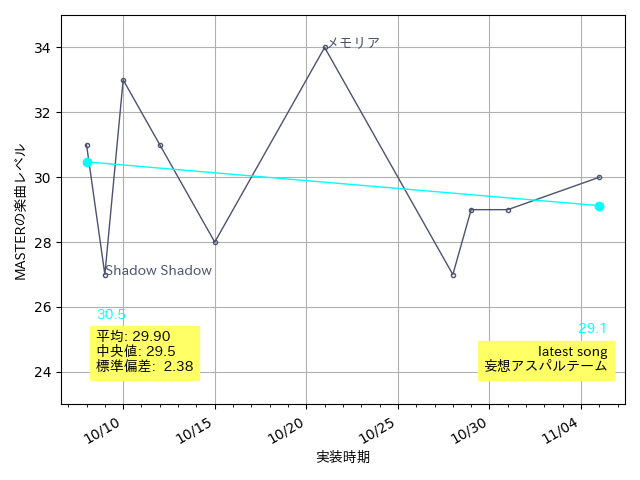 MASTERの楽曲レベル
34
32
30
28
26
24
メモリア
Shadow Shadow
30.5
平均: 29.90
中央値: 29.5
標準偏差: 2.38
29.1
latest song
妄想アスパルテーム
10/10
10/15
10/20
10/25
10/30
11/04
実装時期